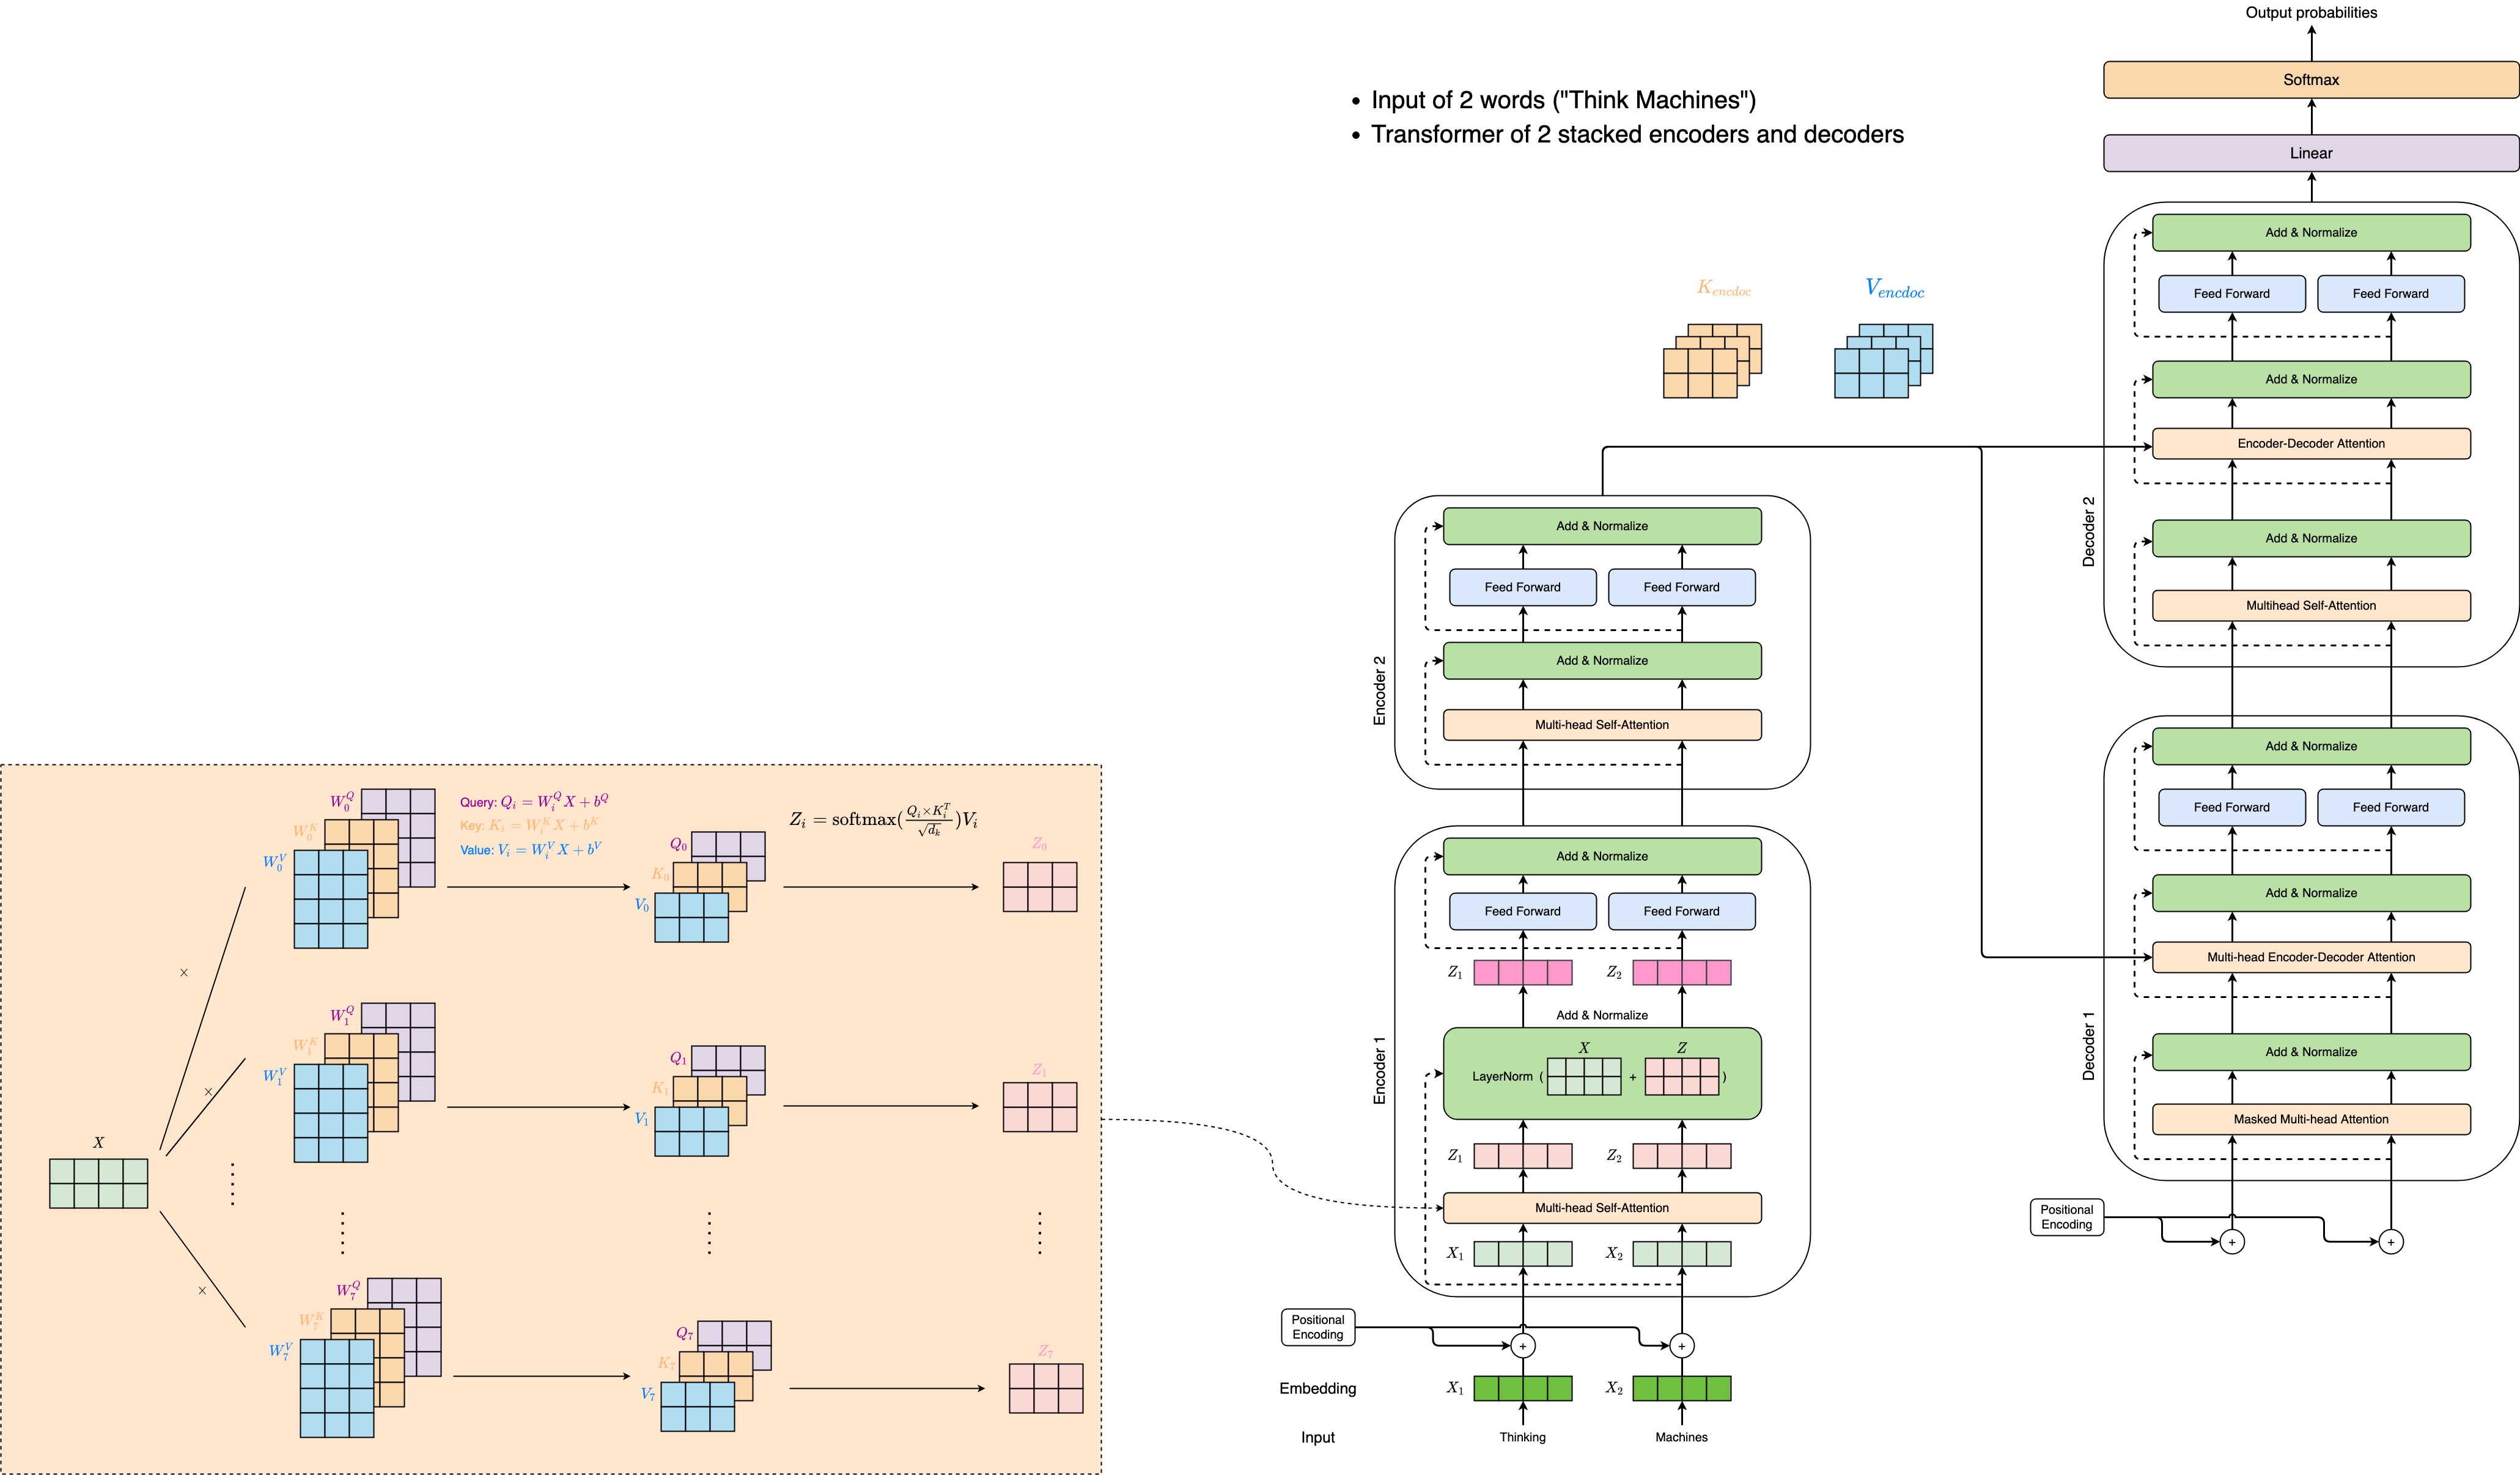 Output probabilities
Softmax
Linear
• Input of 2 words ("Think Machines")
• Transformer of 2 stacked encoders and decoders
Add & Normalize
Feed Forward Feed Forward
Add & Normalize
Encoder-Decoder Attention
Decoder 2
Add & Normalize
Multihead Self-Attention
K_{encdoc} V_{encdoc}
Add & Normalize
Feed Forward Feed Forward
Encoder 2
Add & Normalize
Multi-head Self-Attention
Add & Normalize
Feed Forward Feed Forward
Add & Normalize
Multi-head Encoder-Decoder Attention
Decoder 1
Add & Normalize
Masked Multi-head Attention
Positional
Encoding
+ +
Add & Normalize
Feed Forward Feed Forward
Z_1 Z_2
Add & Normalize
Encoder 1
X Z
LayerNorm ( + )
Z_1 Z_2
Multi-head Self-Attention
X_1 X_2
Positional
Encoding
+ +
Embedding X_1 X_2
Input Thinking Machines
X
×
×
×
W_0^Q
W_0^K
W_0^V
Query: Q_i = W_i^Q X + b^Q
Key: K_i = W_i^K X + b^K
Value: V_i = W_i^V X + b^V
Q_0
K_0
V_0
Z_i = softmax(\frac{Q_i × K_i^T}{\sqrt{d_k}})V_i
Z_0
W_1^Q
W_1^K
W_1^V
Q_1
K_1
V_1
Z_1
W_7^Q
W_7^K
W_7^V
Q_7
K_7
V_7
Z_7